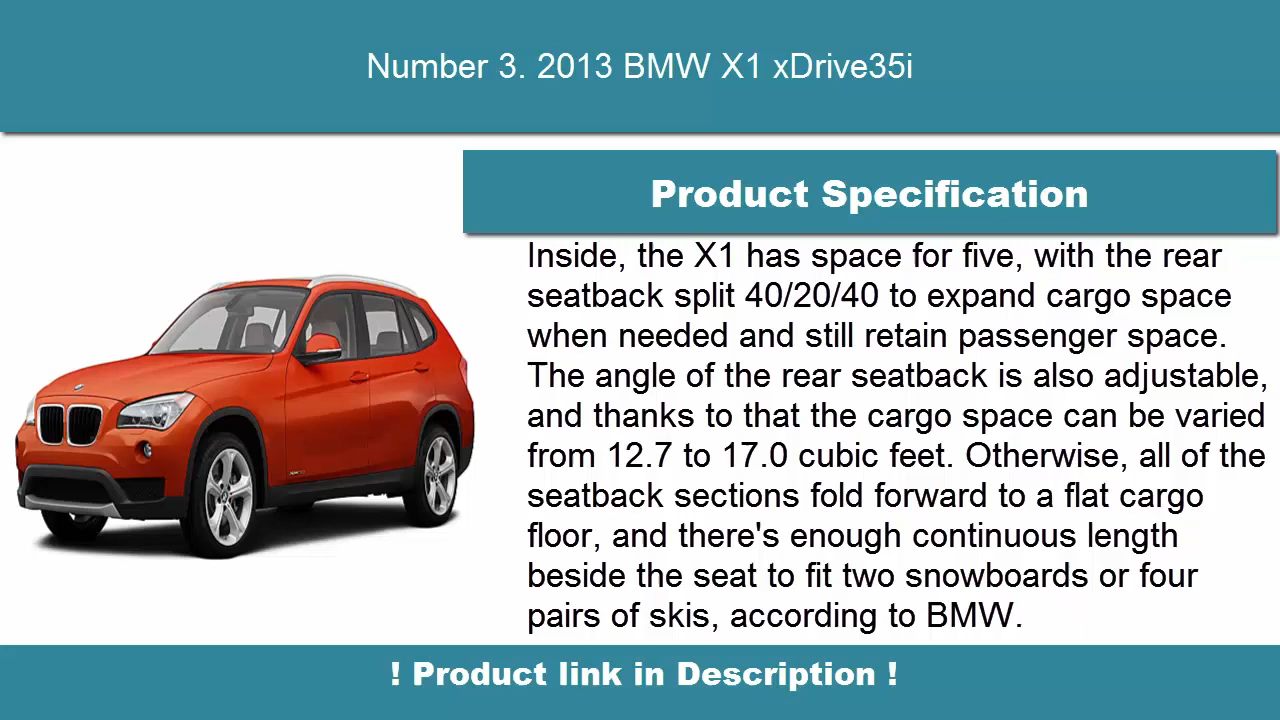 Number 3. 2013 BMW X1 xDrive35i
Product Specification
Inside, the X1 has space for five, with the rear
seatback split 40/20/40 to expand cargo space
when needed and still retain passenger space.
The angle of the rear seatback is also adjustable,
and thanks to that the cargo space can be varied
from 12.7 to 17.0 cubic feet. Otherwise, all of the
seatback sections fold forward to a flat cargo
floor, and there's enough continuous length
beside the seat to fit two snowboards or four
pairs of skis, according to BMW.
! Product link in Description !